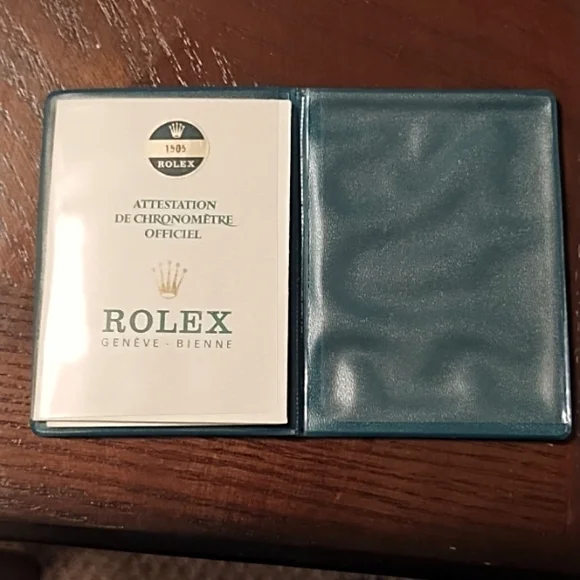 1505
ROLEX
ATTESTATION
DE CHRONOMÈTRE
OFFICIEL
ROLEX
GENÈVE - BIENNE